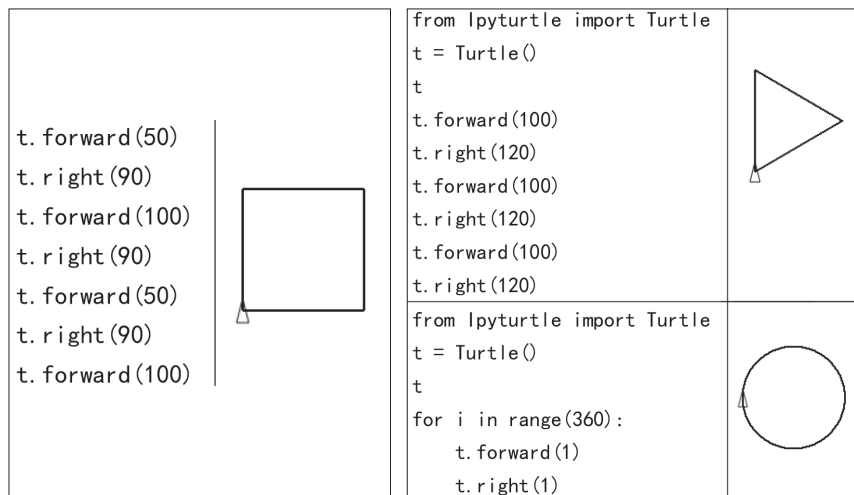 t.forward(50)
t.right(90)
t.forward(100)
t.right(90)
t.forward(50)
t.right(90)
t.forward(100)
from Ipyturtle import Turtle
t = Turtle()
t
t.forward(100)
t.right(120)
t.forward(100)
t.right(120)
t.forward(100)
t.right(120)
from Ipyturtle import Turtle
t = Turtle()
t
for i in range(360):
    t.forward(1)
    t.right(1)